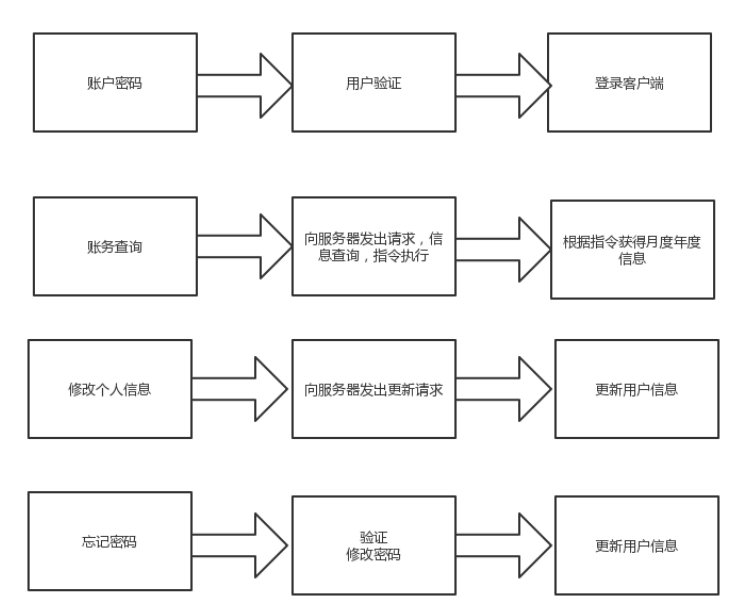 账户密码
用户验证
登录客户端
账务查询
向服务器发出请求，信
息查询，指令执行
根据指令获得月度年度
信息
修改个人信息
向服务器发出更新请求
更新用户信息
忘记密码
验证
修改密码
更新用户信息